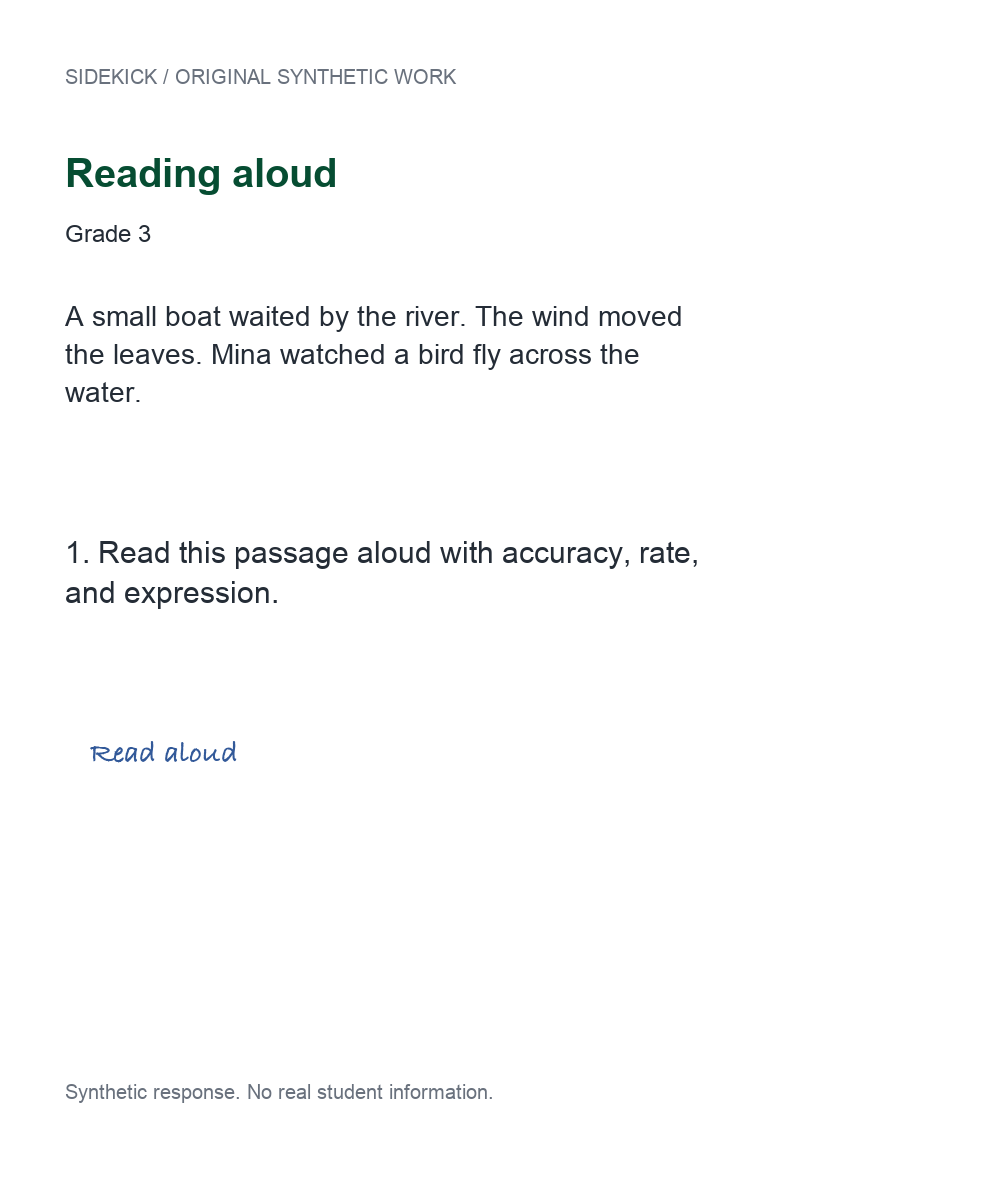 SIDEKICK / ORIGINAL SYNTHETIC WORK
Reading aloud
Grade 3
A small boat waited by the river. The wind moved
the leaves. Mina watched a bird fly across the
water.
1. Read this passage aloud with accuracy, rate,
and expression.
Read aloud
Synthetic response. No real student information.